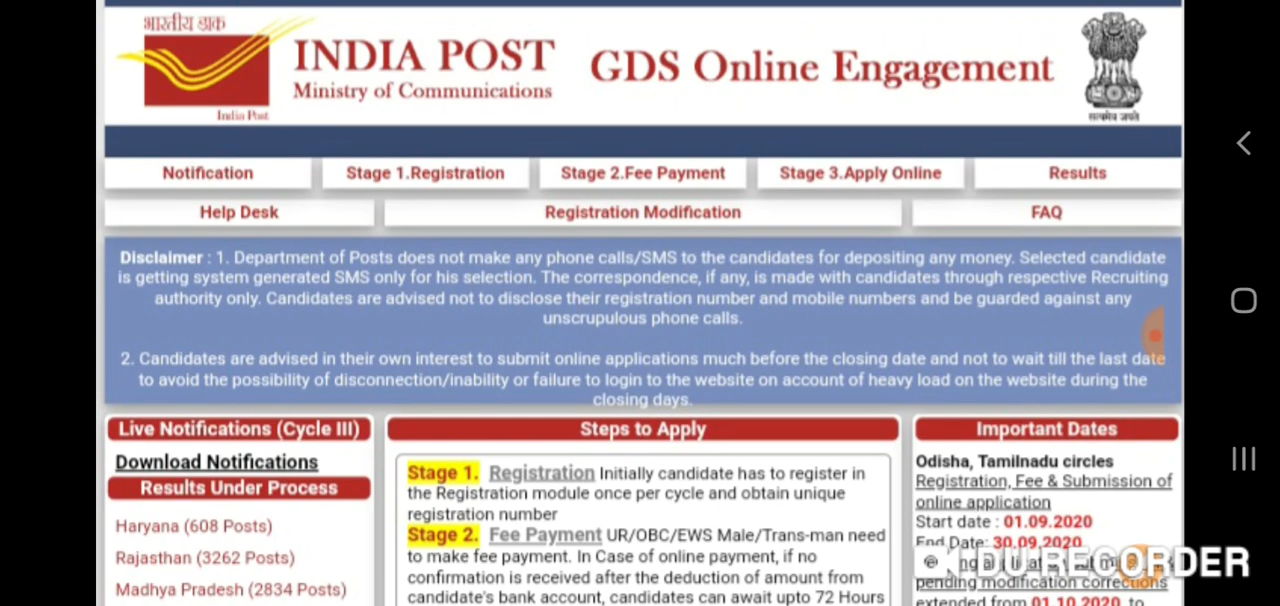 भारतीय डाक
INDIA POST
Ministry of Communications
India Post
GDS Online Engagement
सत्यमेव जयते
Notification
Stage 1.Registration
Stage 2.Fee Payment
Stage 3.Apply Online
Results
Help Desk
Registration Modification
FAQ
Disclaimer : 1. Department of Posts does not make any phone calls/SMS to the candidates for depositing any money. Selected candidate
is getting system generated SMS only for his selection. The correspondence, if any, is made with candidates through respective Recruiting
authority only. Candidates are advised not to disclose their registration number and mobile numbers and be guarded against any
unscrupulous phone calls.
2. Candidates are advised in their own interest to submit online applications much before the closing date and not to wait till the last date
to avoid the possibility of disconnection/inability or failure to login to the website on account of heavy load on the website during the
closing days.
Live Notifications (Cycle III)
Download Notifications
Results Under Process
Haryana (608 Posts)
Rajasthan (3262 Posts)
Madhya Pradesh (2834 Posts)
Steps to Apply
Stage 1. Registration Initially candidate has to register in
the Registration module once per cycle and obtain unique
registration number
Stage 2. Fee Payment UR/OBC/EWS Male/Trans-man need
to make fee payment. In Case of online payment, if no
confirmation is received after the deduction of amount from
candidate's bank account, candidates can await upto 72 Hours
Important Dates
Odisha, Tamilnadu circles
Registration, Fee & Submission of
online application
Start date : 01.09.2020
End Date: 30.09.2020
pending modification corrections
extended from 01.10.2020 to
DU RECORDER